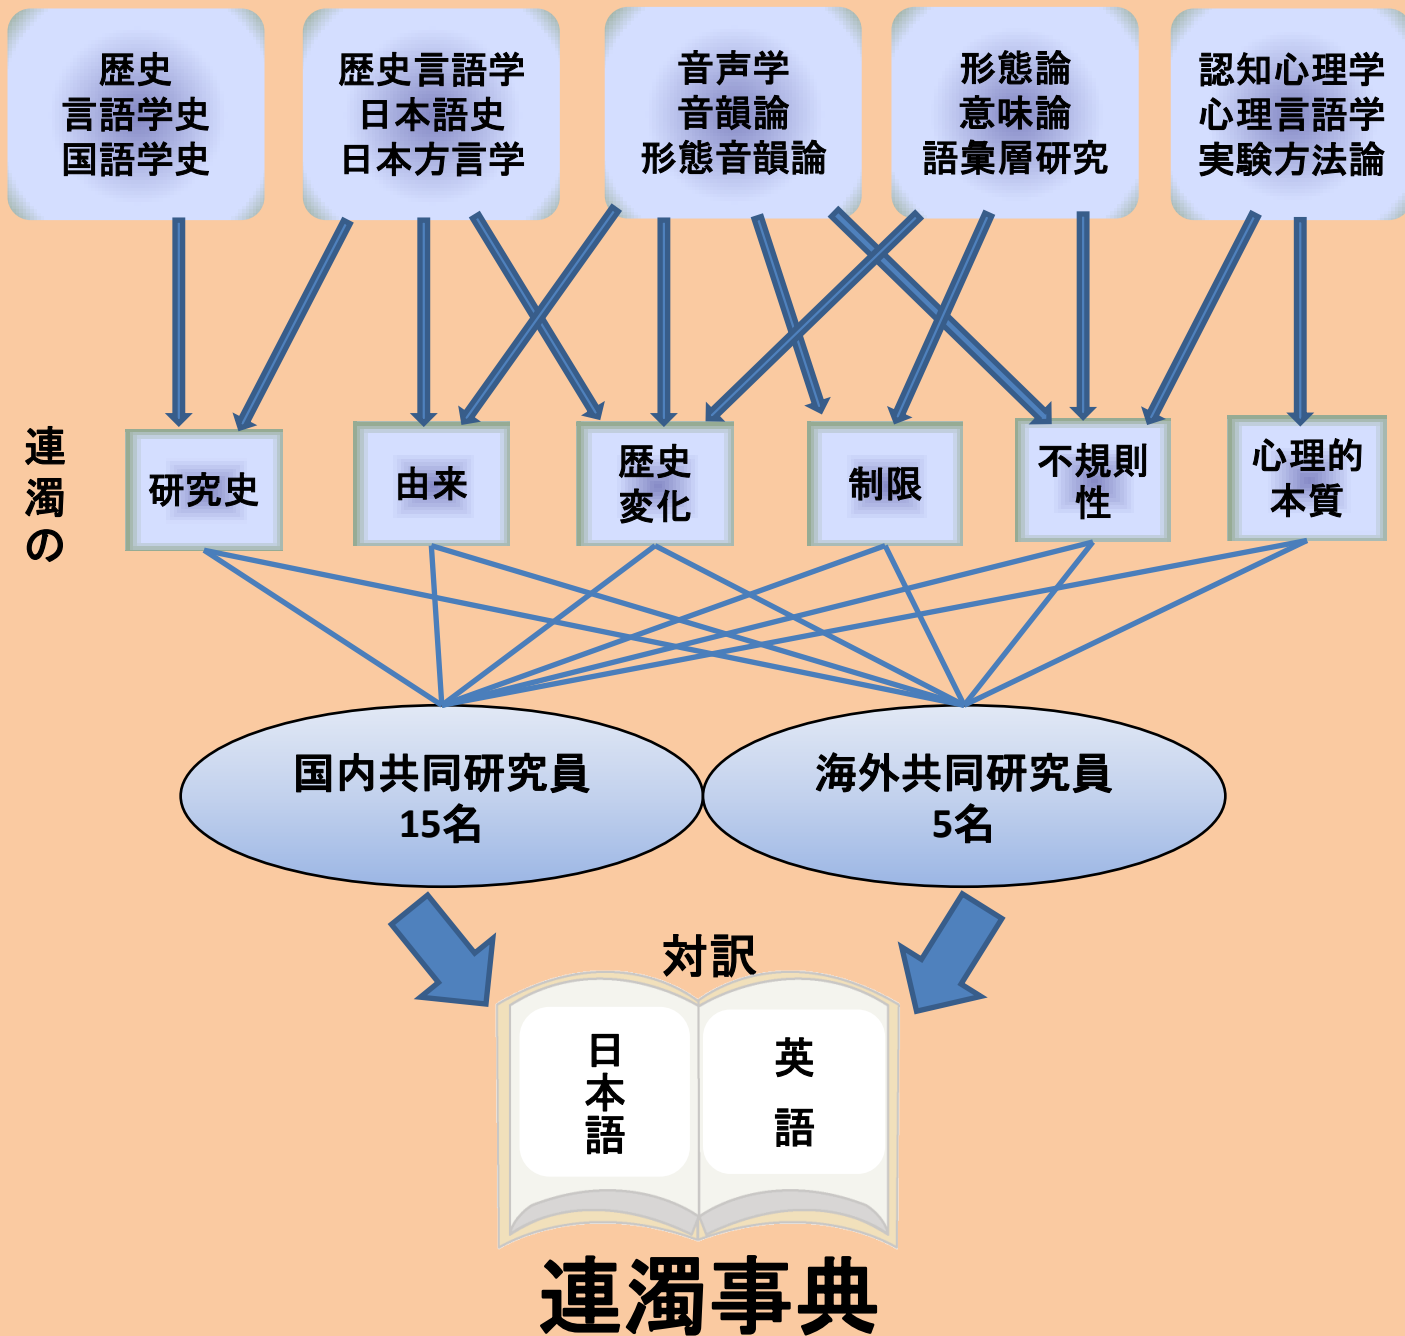 歴史
言語学史
国語学史
歴史言語学
日本語史
日本方言学
音声学
音韻論
形態音韻論
形態論
意味論
語彙層研究
認知心理学
心理言語学
実験方法論
連濁の
研究史
由来
歴史
変化
制限
不規則
性
心理的
本質
国内共同研究員
15名
海外共同研究員
5名
対訳
日本語
英語
連濁事典